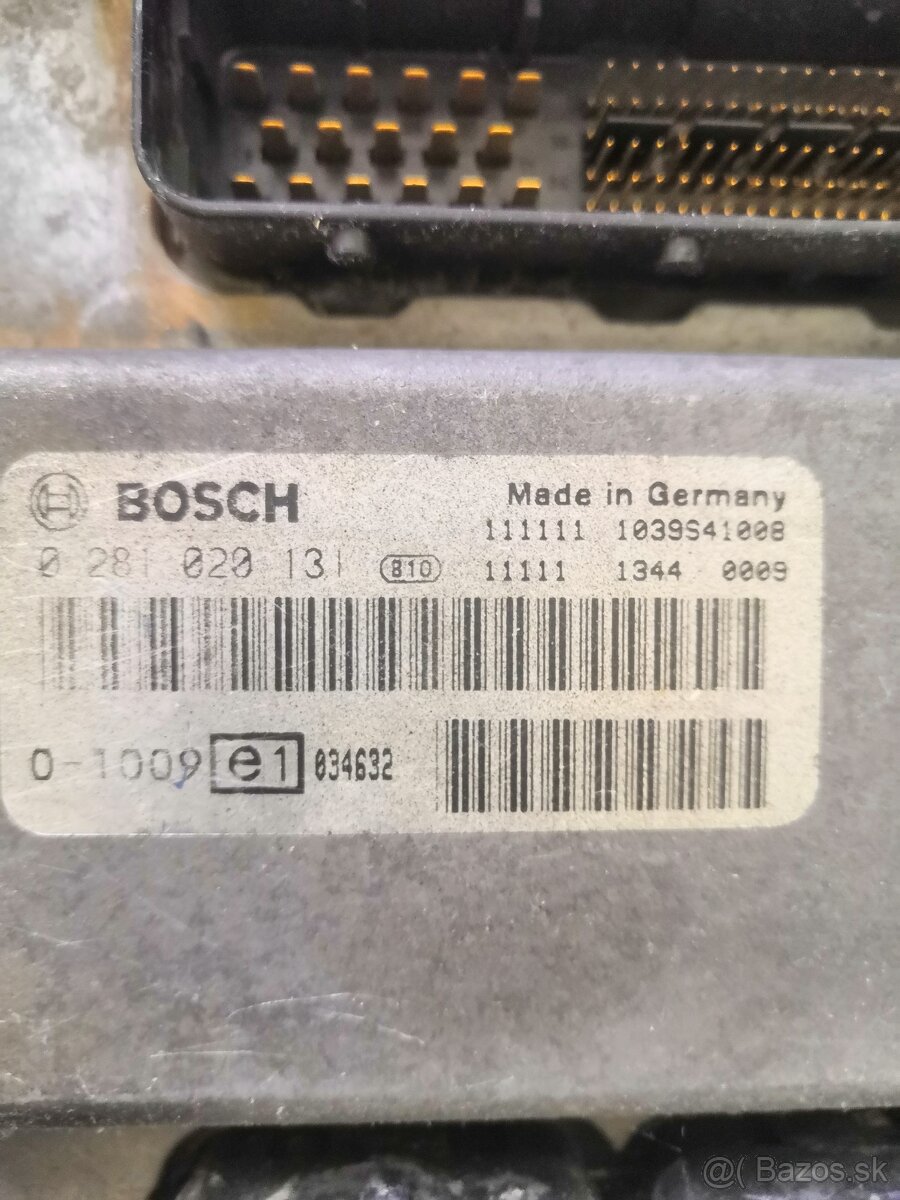 BOSCH
Made in Germany
111111 1039S41008
0 281 020 131 810 11111 1344 0009
0-1009 e1 034632
@( Bazos.sk